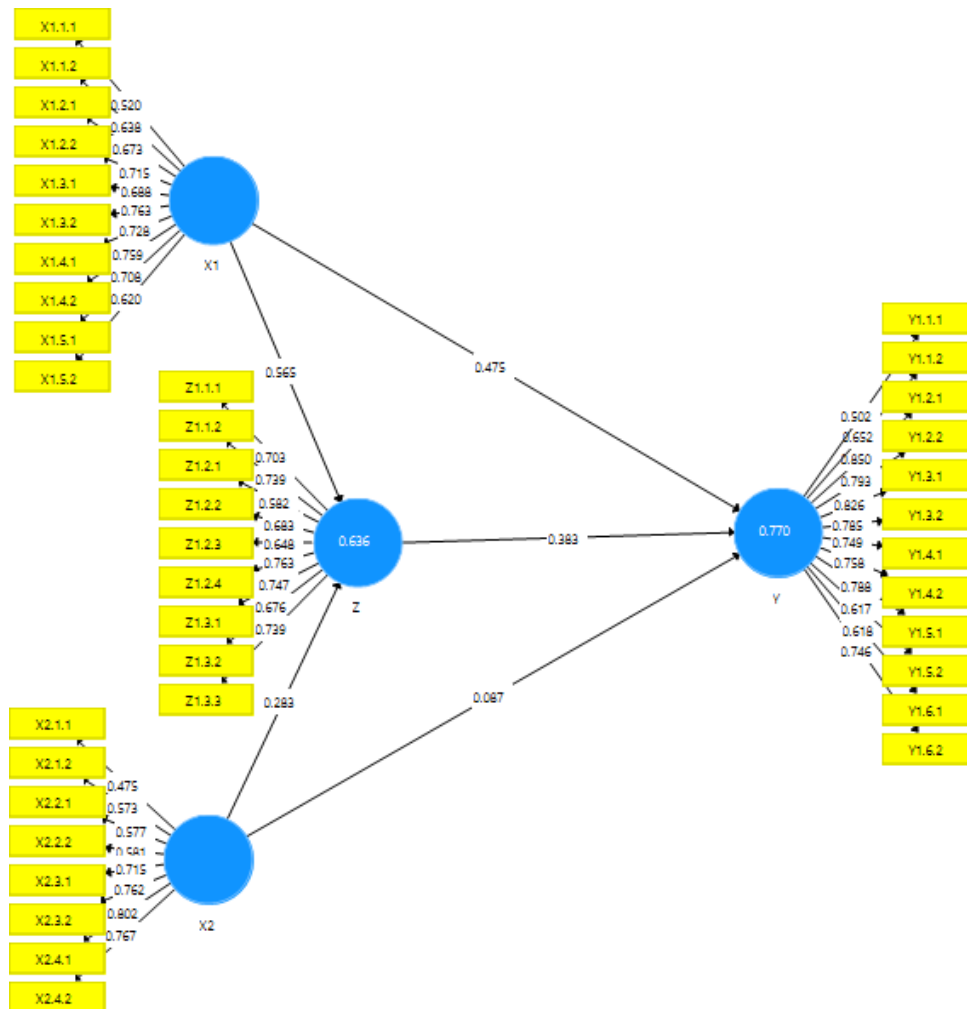 X1.1.1
X1.1.2
X1.2.1
X1.2.2
X1.3.1
X1.3.2
X1.4.1
X1.4.2
X1.5.1
X1.5.2
0.520
0.638
0.673
0.715
0.688
0.763
0.728
0.759
0.708
0.620
X1
0.565
0.475
Z1.1.1
Z1.1.2
Z1.2.1
Z1.2.2
Z1.2.3
Z1.2.4
Z1.3.1
Z1.3.2
Z1.3.3
0.703
0.739
0.582
0.683
0.648
0.763
0.747
0.676
0.739
0.636
Z
0.383
0.283
0.087
X2.1.1
X2.1.2
X2.2.1
X2.2.2
X2.3.1
X2.3.2
X2.4.1
X2.4.2
0.475
0.573
0.577
0.581
0.715
0.762
0.802
0.767
X2
0.770
Y
0.502
0.652
0.850
0.793
0.826
0.785
0.749
0.758
0.788
0.617
0.618
0.746
Y1.1.1
Y1.1.2
Y1.2.1
Y1.2.2
Y1.3.1
Y1.3.2
Y1.4.1
Y1.4.2
Y1.5.1
Y1.5.2
Y1.6.1
Y1.6.2